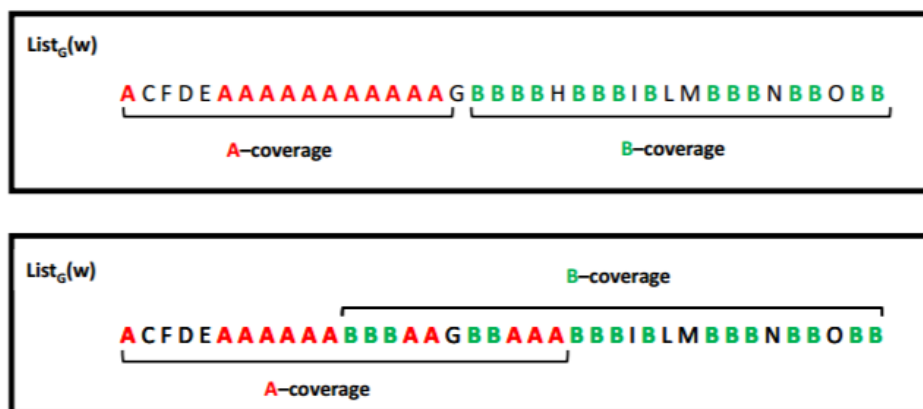 List_G(w)
A C F D E A A A A A A A A A A A G B B B B H B B B I B L M B B B N B B O B B
A–coverage B–coverage
List_G(w)
B–coverage
A C F D E A A A A A A B B B A A G B B A A A B B B I B L M B B B N B B O B B
A–coverage